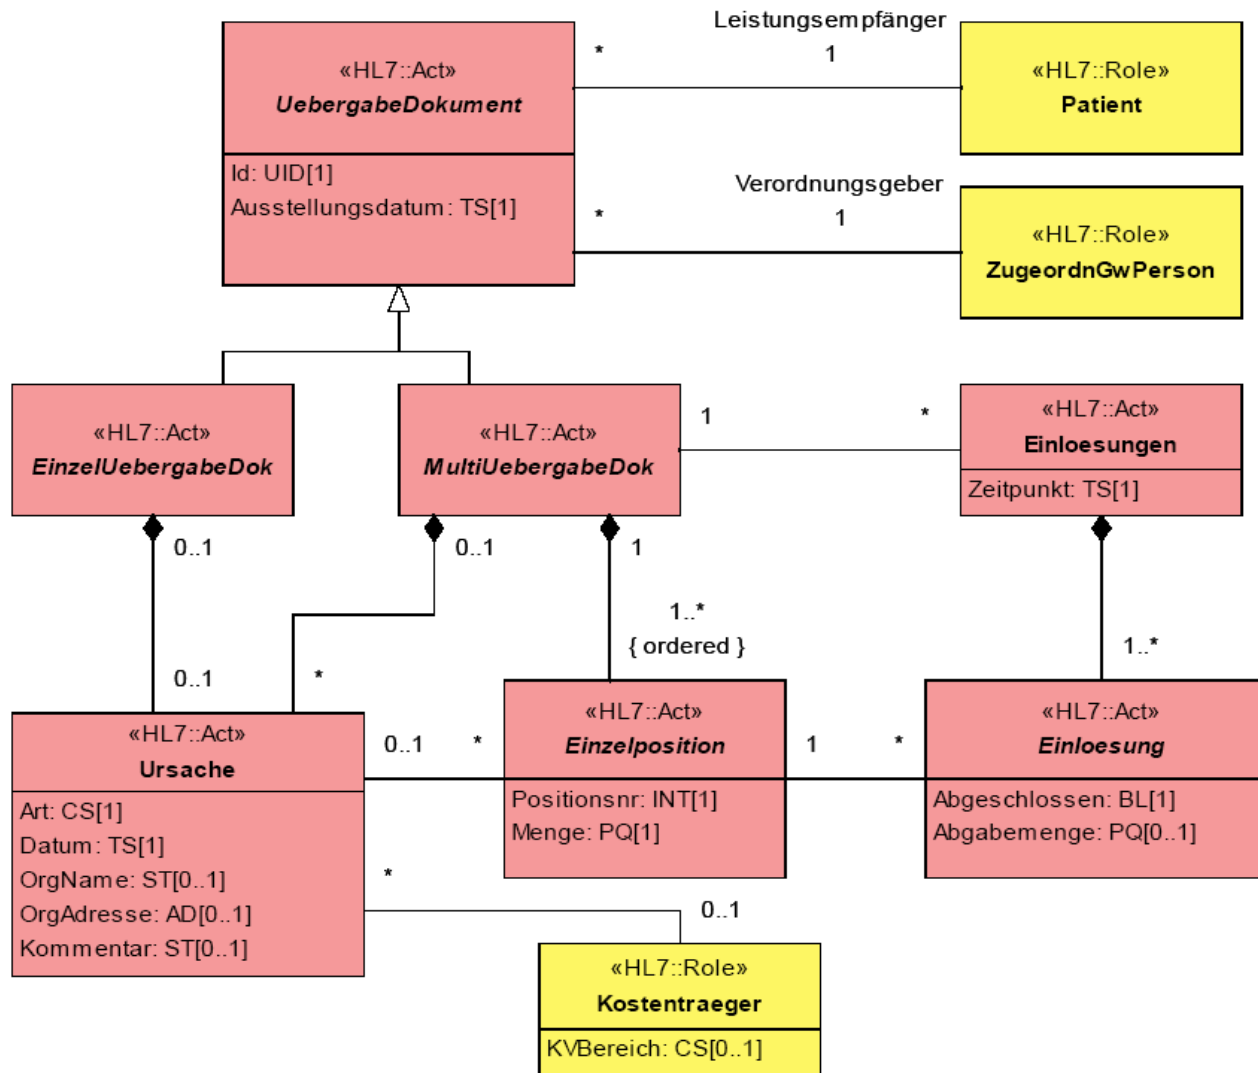 Leistungsempfänger
* 1
«HL7::Act»
UebergabeDokument
Id: UID[1]
Ausstellungsdatum: TS[1]
«HL7::Role»
Patient
Verordnungsgeber
* 1
«HL7::Role»
ZugeordnGwPerson
«HL7::Act»
EinzelUebergabeDok
«HL7::Act»
MultiUebergabeDok
1 *
«HL7::Act»
Einloesungen
Zeitpunkt: TS[1]
0..1
0..1
1
1..*
{ ordered }
0..1
*
1..*
«HL7::Act»
Ursache
Art: CS[1]
Datum: TS[1]
OrgName: ST[0..1]
OrgAdresse: AD[0..1]
Kommentar: ST[0..1]
0..1 *
«HL7::Act»
Einzelposition
Positionsnr: INT[1]
Menge: PQ[1]
1 *
«HL7::Act»
Einloesung
Abgeschlossen: BL[1]
Abgabemenge: PQ[0..1]
*
0..1
«HL7::Role»
Kostentraeger
KVBereich: CS[0..1]